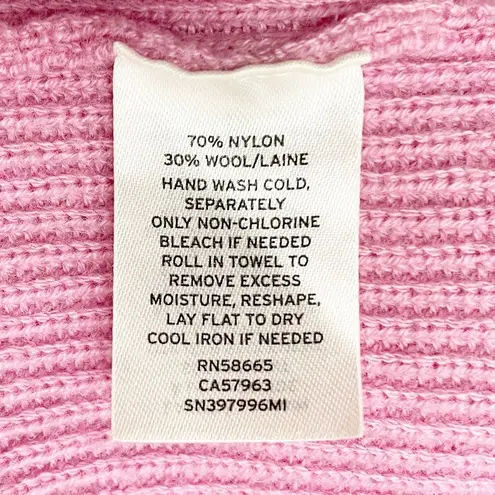 70% NYLON
30% WOOL/LAINE
HAND WASH COLD,
SEPARATELY
ONLY NON-CHLORINE
BLEACH IF NEEDED
ROLL IN TOWEL TO
REMOVE EXCESS
MOISTURE, RESHAPE,
LAY FLAT TO DRY
COOL IRON IF NEEDED
RN58665
CA57963
SN397996MI